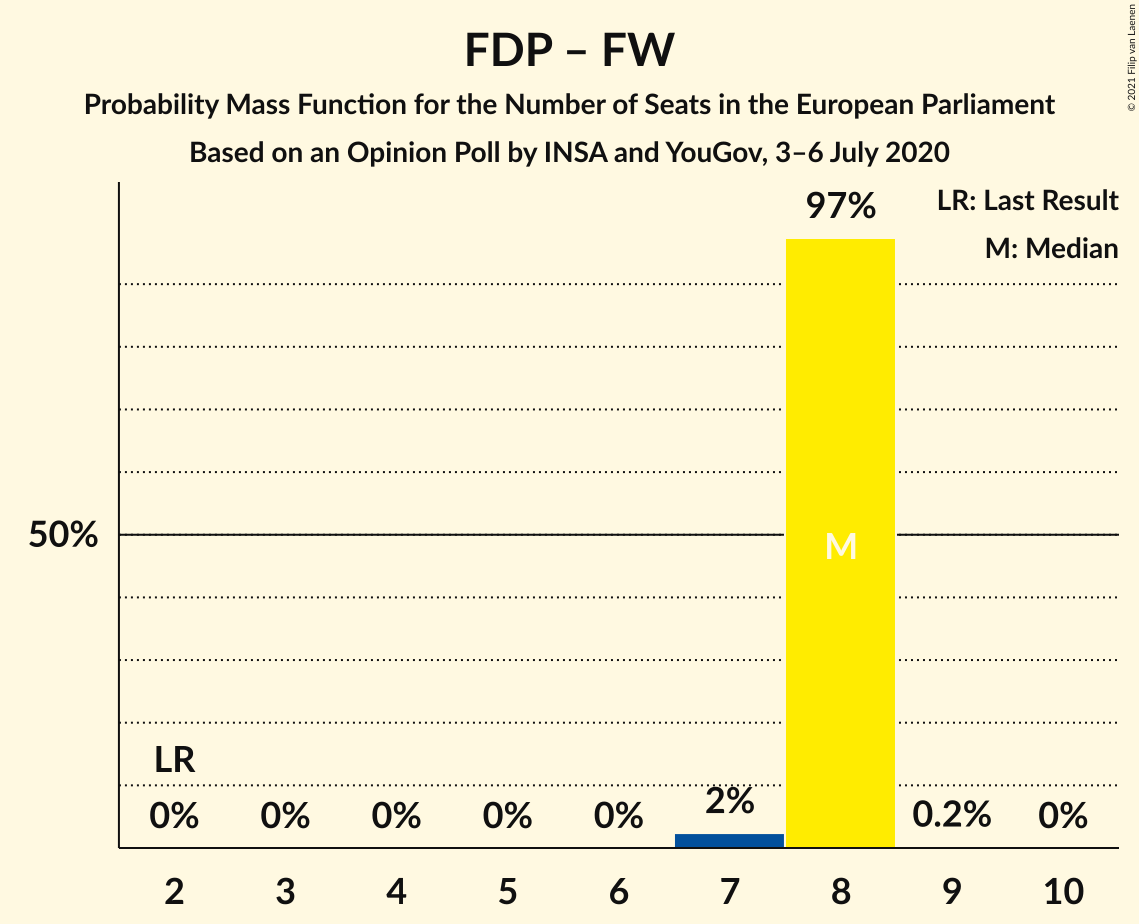 FDP – FW
Probability Mass Function for the Number of Seats in the European Parliament
Based on an Opinion Poll by INSA and YouGov, 3–6 July 2020
© 2021 Filip van Laenen
LR: Last Result
M: Median
97%
50%
M
LR
0% 0% 0% 0% 0% 2% 0.2% 0%
2 3 4 5 6 7 8 9 10